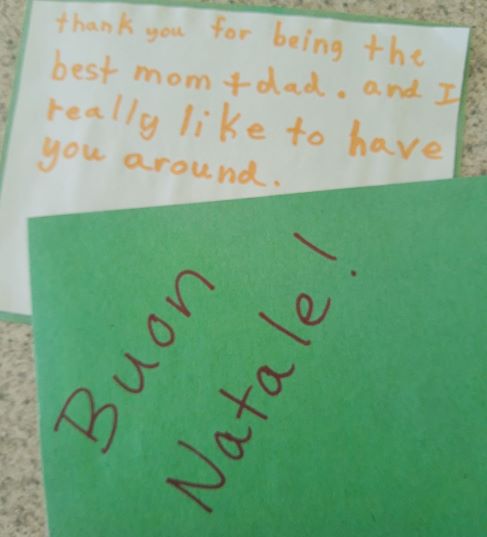 thank you for being the
best mom + dad. and I
really like to have
you around.
Buon
Natale!